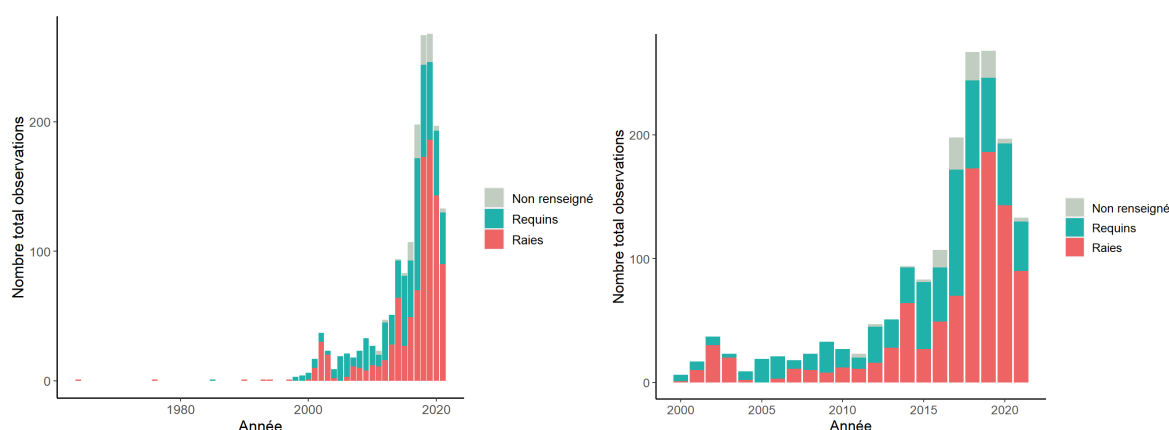 Nombre total observations
200
100
0
1980
2000
2020
Année
Non renseigné
Requins
Raies
Nombre total observations
200
100
0
2000
2005
2010
2015
2020
Année
Non renseigné
Requins
Raies